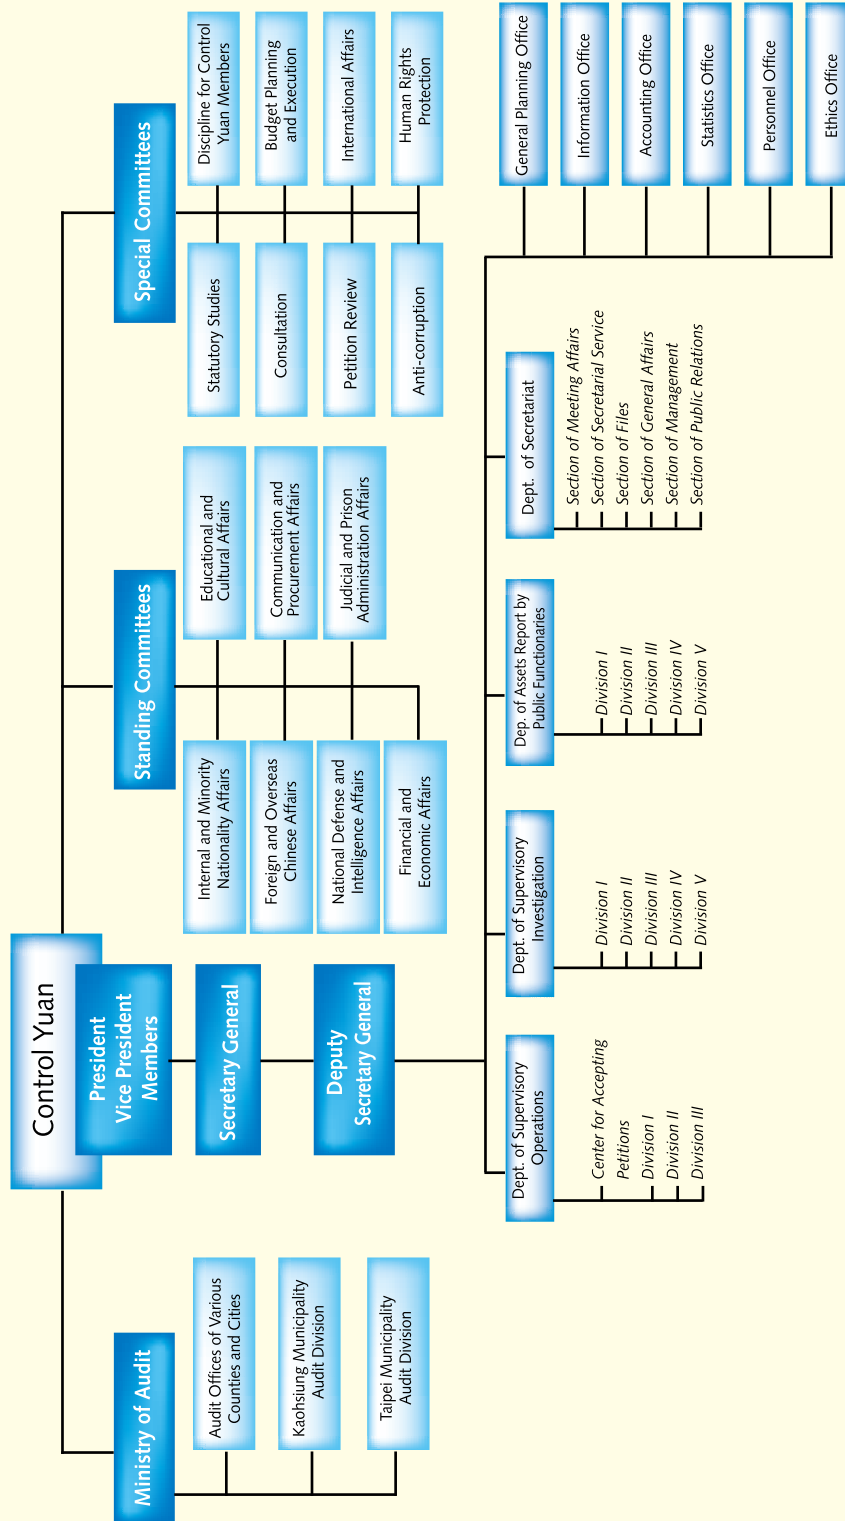 Control Yuan
President
Vice President
Members
Secretary General
Deputy
Secretary General
Ministry of Audit
Audit Offices of Various
Counties and Cities
Kaohsiung Municipality
Audit Division
Taipei Municipality
Audit Division
Standing Committees
Internal and Minority
Nationality Affairs
Educational and
Cultural Affairs
Foreign and Overseas
Chinese Affairs
Communication and
Procurement Affairs
National Defense and
Intelligence Affairs
Judicial and Prison
Administration Affairs
Financial and
Economic Affairs
Special Committees
Statutory Studies
Discipline for Control
Yuan Members
Consultation
Budget Planning
and Execution
Petition Review
International Affairs
Anti-corruption
Human Rights
Protection
Dept. of Supervisory
Operations
Center for Accepting
Petitions
Division I
Division II
Division III
Dept. of Supervisory
Investigation
Division I
Division II
Division III
Division IV
Division V
Dep. of Assets Report by
Public Functionaries
Division I
Division II
Division III
Division IV
Division V
Dept. of Secretariat
Section of Meeting Affairs
Section of Secretarial Service
Section of Files
Section of General Affairs
Section of Management
Section of Public Relations
General Planning Office
Information Office
Accounting Office
Statistics Office
Personnel Office
Ethics Office